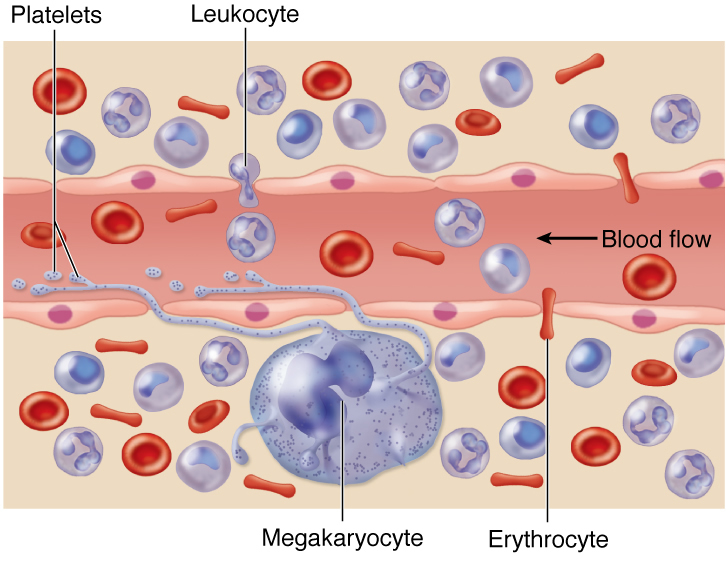 Platelets
Leukocyte
Blood flow
Megakaryocyte
Erythrocyte